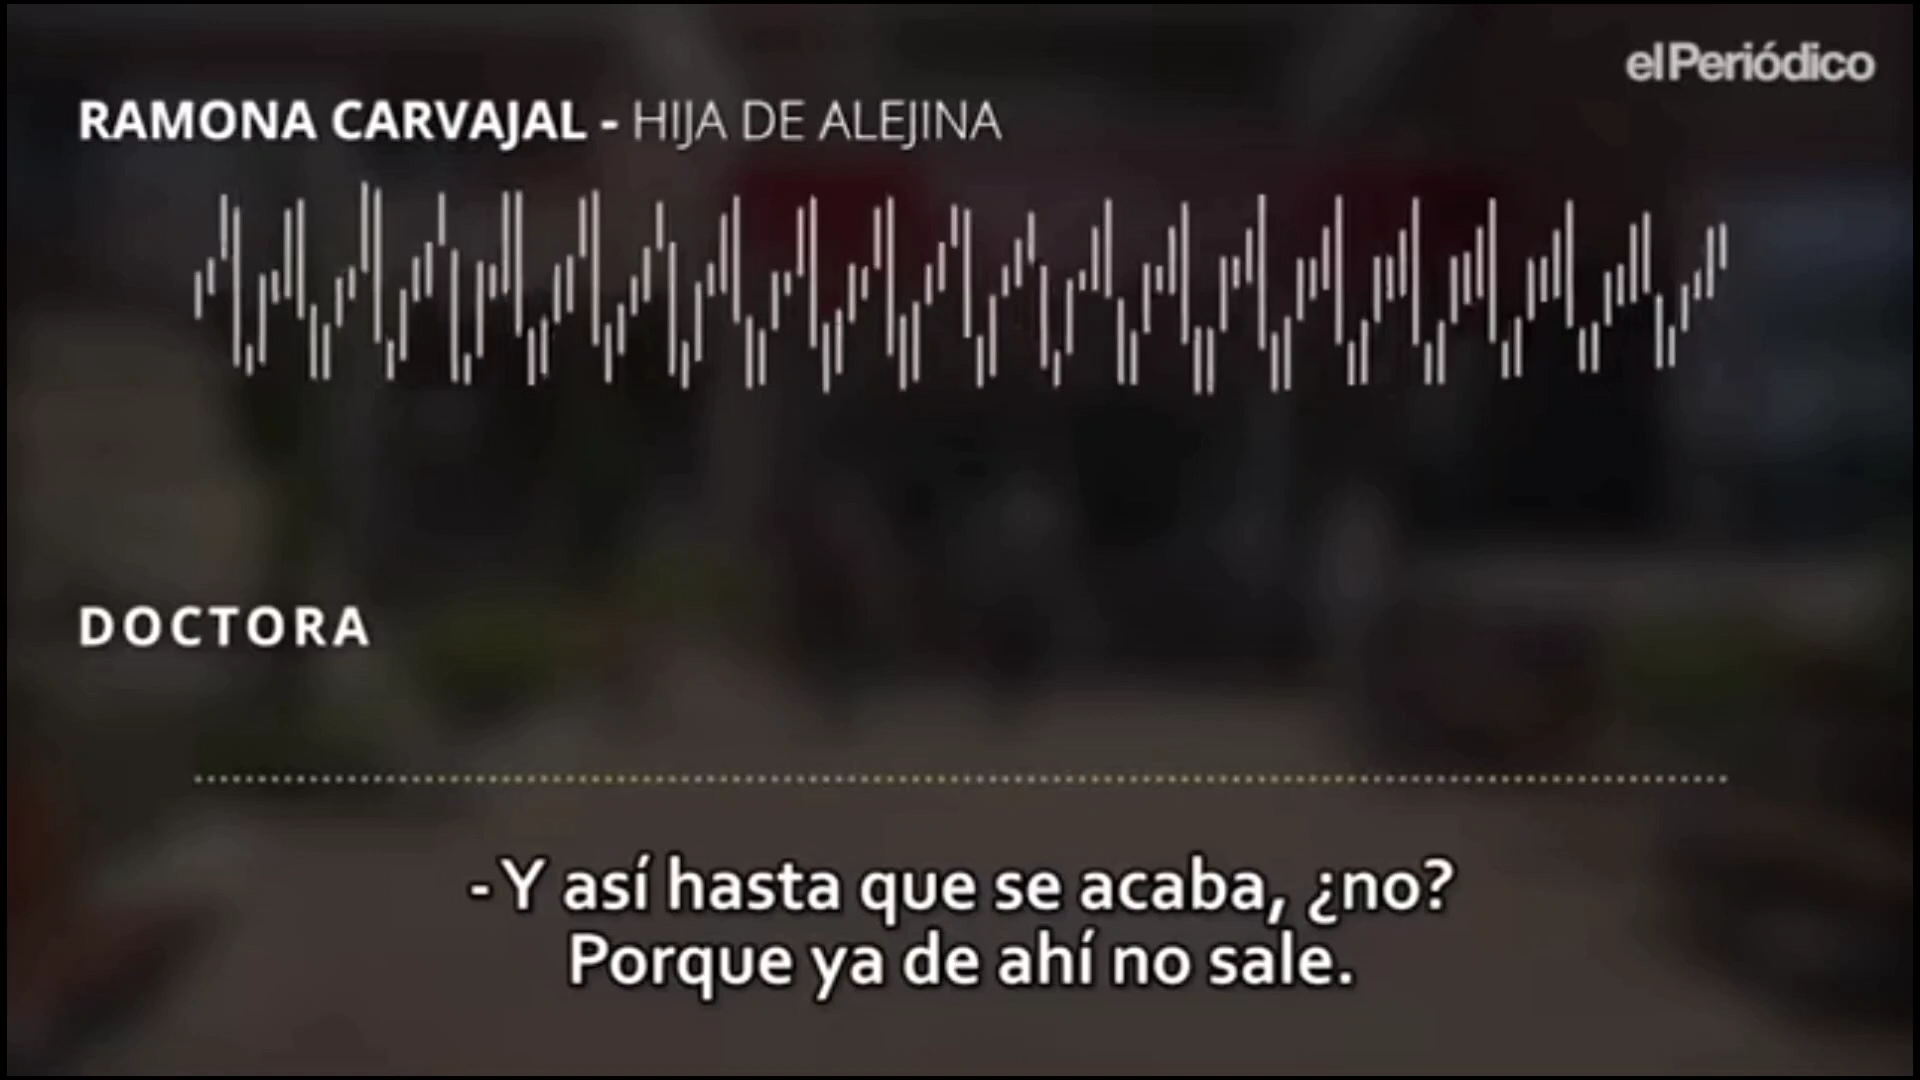 elPeriódico
RAMONA CARVAJAL - HIJA DE ALEJINA
DOCTORA
- Y así hasta que se acaba, ¿no?
Porque ya de ahí no sale.